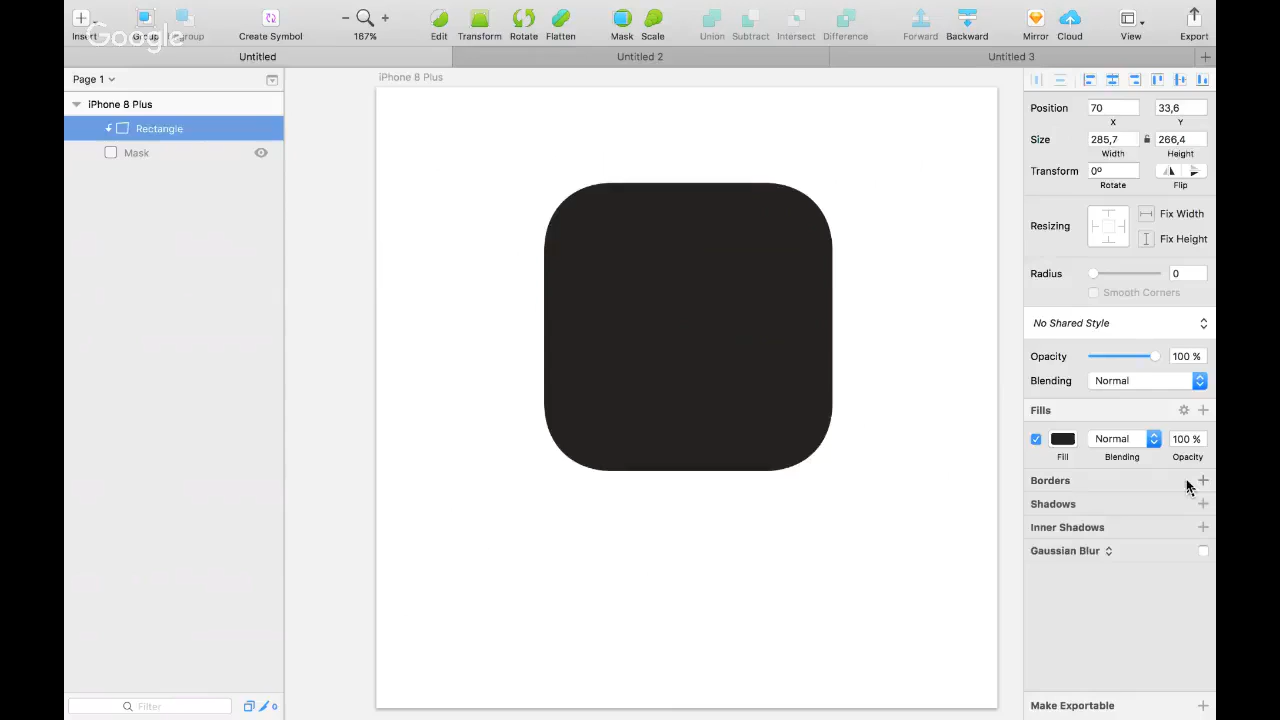 Insert
Group
Ungroup
Create Symbol
167%
Edit
Transform
Rotate
Flatten
Mask
Scale
Union
Subtract
Intersect
Difference
Forward
Backward
Mirror
Cloud
View
Export
Google
Untitled
Untitled 2
Untitled 3
Page 1
iPhone 8 Plus
Rectangle
Mask
Filter
0
iPhone 8 Plus
Position 70 33,6
X Y
Size 285,7 266,4
Width Height
Transform 0º
Rotate Flip
Resizing
Fix Width
Fix Height
Radius 0
Smooth Corners
No Shared Style
Opacity 100 %
Blending Normal
Fills
Normal 100 %
Fill Blending Opacity
Borders
Shadows
Inner Shadows
Gaussian Blur
Make Exportable